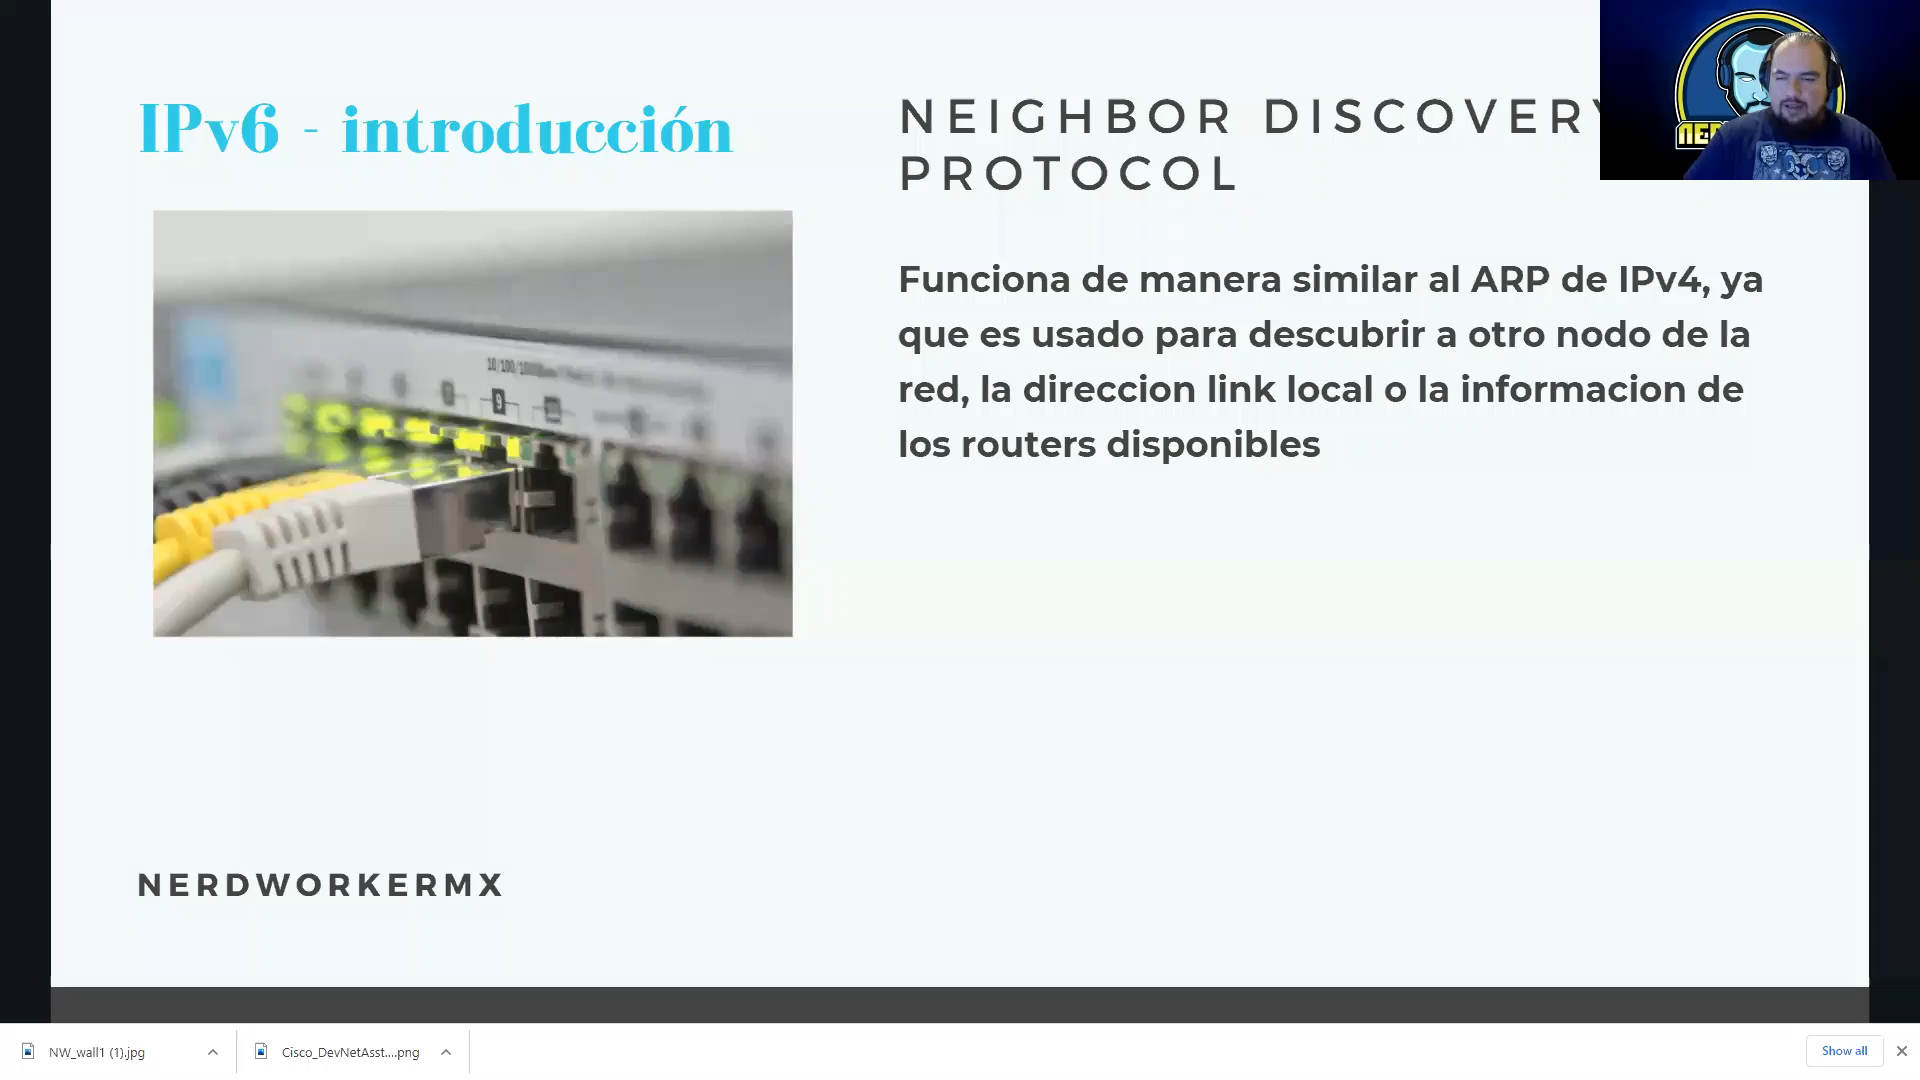 IPv6 - introducción
NEIGHBOR DISCOVERY
PROTOCOL
Funciona de manera similar al ARP de IPv4, ya
que es usado para descubrir a otro nodo de la
red, la direccion link local o la informacion de
los routers disponibles
9
NERDWORKERMX
NW_wall1 (1).jpg
Cisco_DevNetAsst....png
Show all